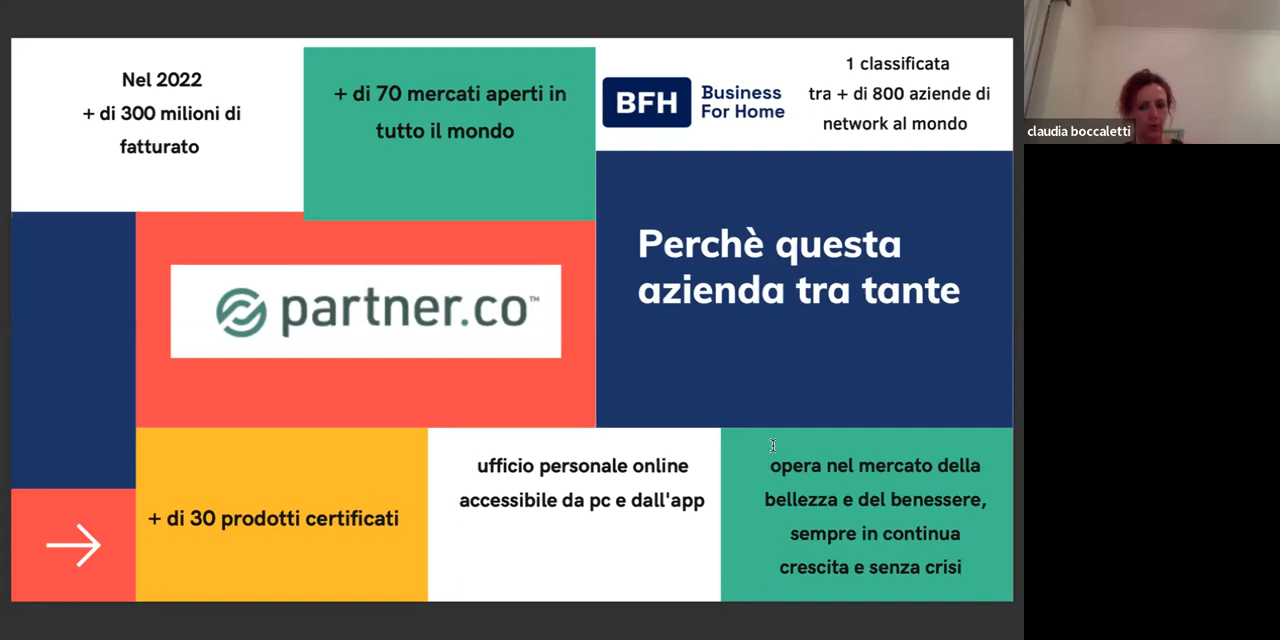 Nel 2022
+ di 300 milioni di
fatturato
+ di 70 mercati aperti in
tutto il mondo
BFH
Business
For Home
1 classificata
tra + di 800 aziende di
network al mondo
claudia boccaletti
partner.co™
Perchè questa
azienda tra tante
+ di 30 prodotti certificati
ufficio personale online
accessibile da pc e dall'app
opera nel mercato della
bellezza e del benessere,
sempre in continua
crescita e senza crisi